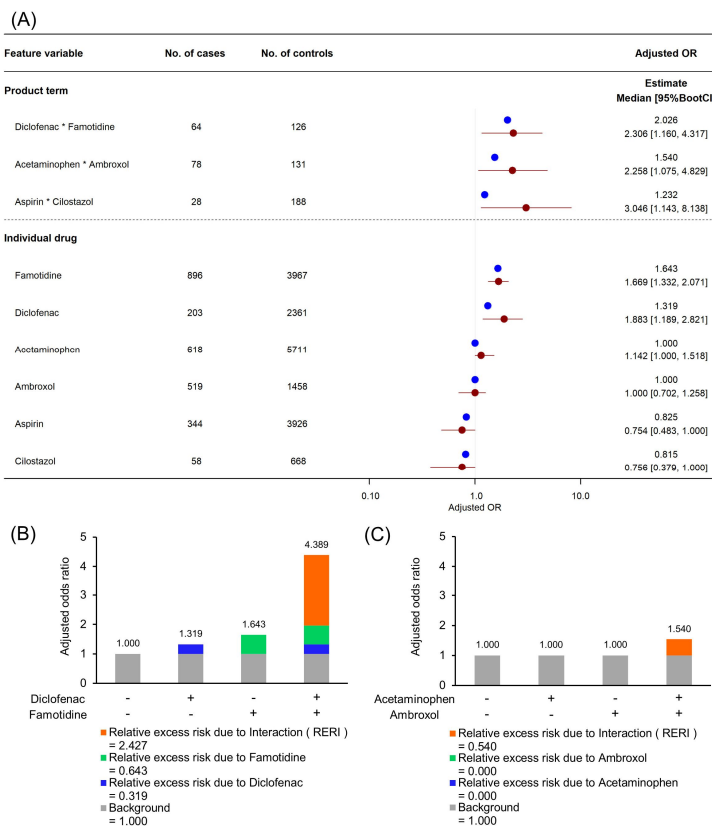 (A)
Feature variable No. of cases No. of controls Adjusted OR
Product term Estimate
Median [95%BootCI
Diclofenac * Famotidine 64 126 2.026
2.306 [1.160, 4.317]
Acetaminophen * Ambroxol 78 131 1.540
2.258 [1.075, 4.829]
Aspirin * Cilostazol 28 188 1.232
3.046 [1.143, 8.138]
Individual drug
Famotidine 896 3967 1.643
1.669 [1.332, 2.071]
Diclofenac 203 2361 1.319
1.883 [1.189, 2.821]
Acetaminophen 618 5711 1.000
1.142 [1.000, 1.518]
Ambroxol 519 1458 1.000
1.000 [0.702, 1.258]
Aspirin 344 3926 0.825
0.754 [0.483, 1.000]
Cilostazol 58 668 0.815
0.756 [0.379, 1.000]
0.10 1.0 10.0
Adjusted OR
(B)
Adjusted odds ratio
5
4
3
2
1
0
1.000 1.319 1.643 4.389
Diclofenac - + - +
Famotidine - - + +
Relative excess risk due to Interaction ( RERI )
= 2.427
Relative excess risk due to Famotidine
= 0.643
Relative excess risk due to Diclofenac
= 0.319
Background
= 1.000
(C)
Adjusted odds ratio
5
4
3
2
1
0
1.000 1.000 1.000 1.540
Acetaminophen - + - +
Ambroxol - - + +
Relative excess risk due to Interaction ( RERI )
= 0.540
Relative excess risk due to Ambroxol
= 0.000
Relative excess risk due to Acetaminophen
= 0.000
Background
= 1.000